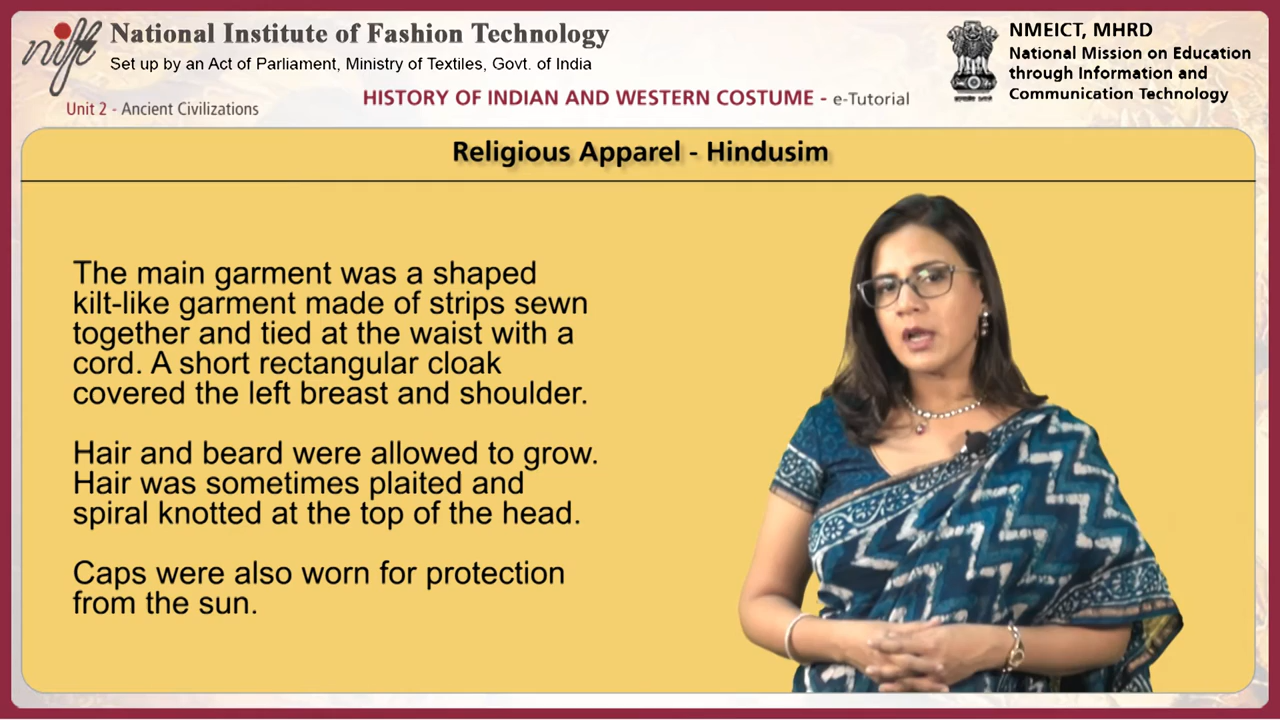 nift
National Institute of Fashion Technology
Set up by an Act of Parliament, Ministry of Textiles, Govt. of India
NMEICT, MHRD
National Mission on Education
through Information and
Communication Technology
Unit 2 - Ancient Civilizations
HISTORY OF INDIAN AND WESTERN COSTUME - e-Tutorial
Religious Apparel - Hindusim
The main garment was a shaped
kilt-like garment made of strips sewn
together and tied at the waist with a
cord. A short rectangular cloak
covered the left breast and shoulder.
Hair and beard were allowed to grow.
Hair was sometimes plaited and
spiral knotted at the top of the head.
Caps were also worn for protection
from the sun.